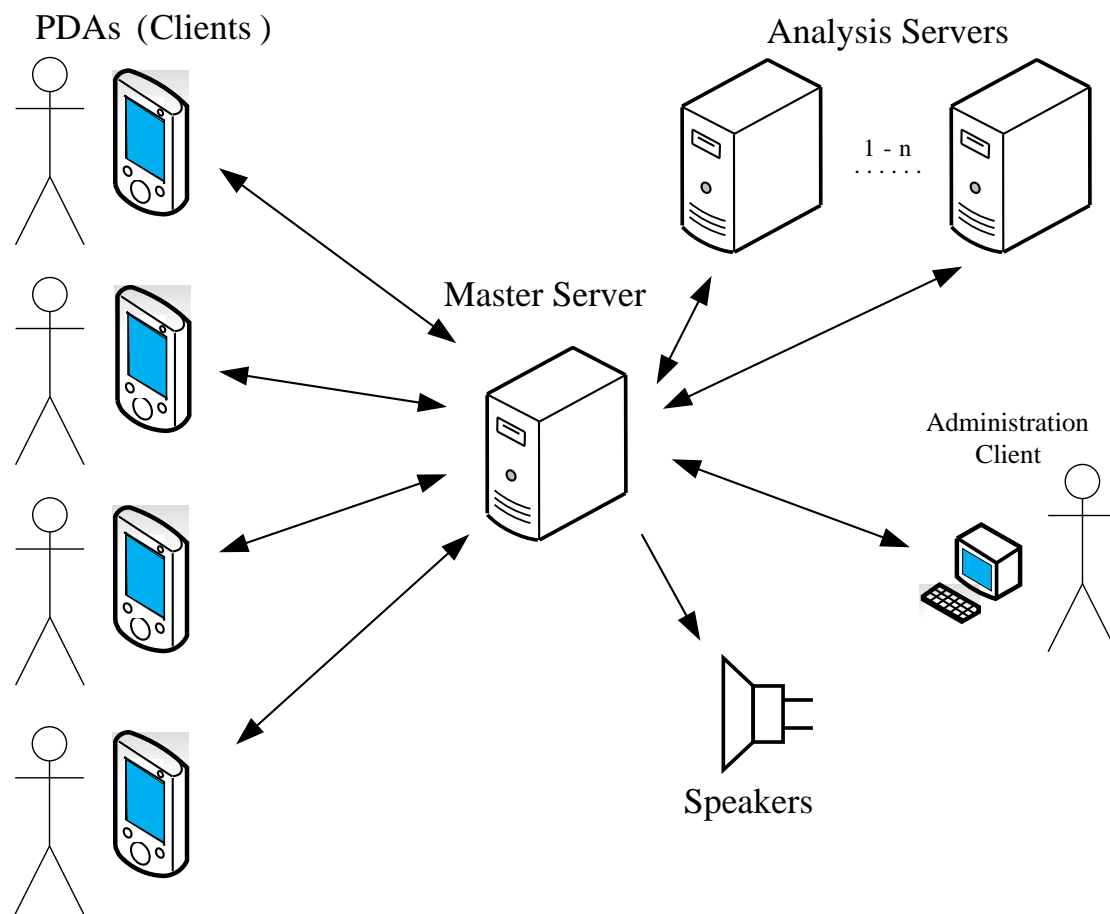 PDAs (Clients )
Analysis Servers
1 - n
. . . . . .
Master Server
Administration
Client
Speakers